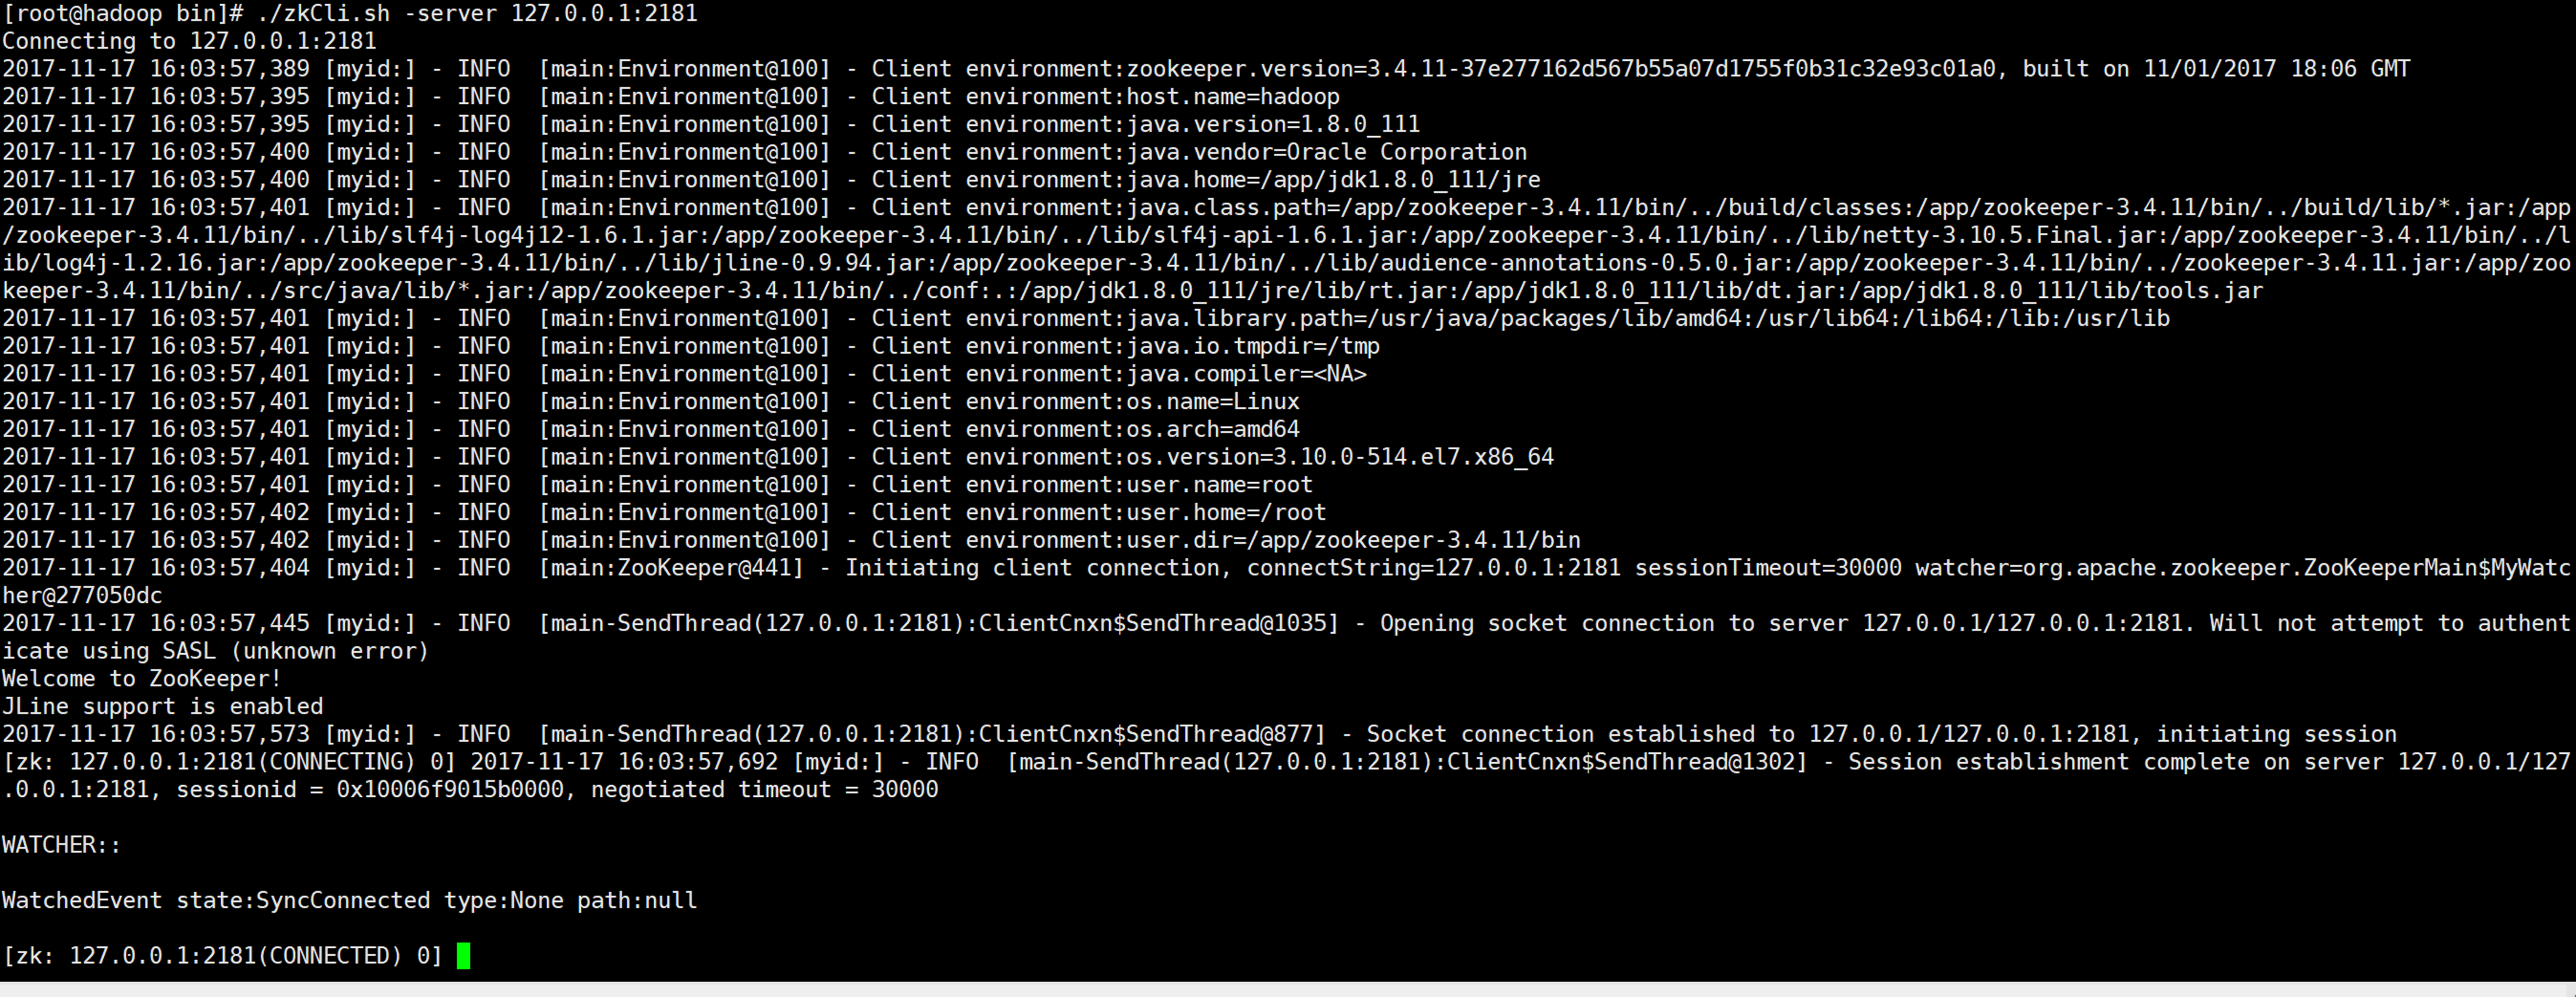 [root@hadoop bin]# ./zkCli.sh -server 127.0.0.1:2181
Connecting to 127.0.0.1:2181
2017-11-17 16:03:57,389 [myid:] - INFO  [main:Environment@100] - Client environment:zookeeper.version=3.4.11-37e277162d567b55a07d1755f0b31c32e93c01a0, built on 11/01/2017 18:06 GMT
2017-11-17 16:03:57,395 [myid:] - INFO  [main:Environment@100] - Client environment:host.name=hadoop
2017-11-17 16:03:57,395 [myid:] - INFO  [main:Environment@100] - Client environment:java.version=1.8.0_111
2017-11-17 16:03:57,400 [myid:] - INFO  [main:Environment@100] - Client environment:java.vendor=Oracle Corporation
2017-11-17 16:03:57,400 [myid:] - INFO  [main:Environment@100] - Client environment:java.home=/app/jdk1.8.0_111/jre
2017-11-17 16:03:57,401 [myid:] - INFO  [main:Environment@100] - Client environment:java.class.path=/app/zookeeper-3.4.11/bin/../build/classes:/app/zookeeper-3.4.11/bin/../build/lib/*.jar:/app
/zookeeper-3.4.11/bin/../lib/slf4j-log4j12-1.6.1.jar:/app/zookeeper-3.4.11/bin/../lib/slf4j-api-1.6.1.jar:/app/zookeeper-3.4.11/bin/../lib/netty-3.10.5.Final.jar:/app/zookeeper-3.4.11/bin/../l
ib/log4j-1.2.16.jar:/app/zookeeper-3.4.11/bin/../lib/jline-0.9.94.jar:/app/zookeeper-3.4.11/bin/../lib/audience-annotations-0.5.0.jar:/app/zookeeper-3.4.11/bin/../zookeeper-3.4.11.jar:/app/zoo
keeper-3.4.11/bin/../src/java/lib/*.jar:/app/zookeeper-3.4.11/bin/../conf:.:/app/jdk1.8.0_111/jre/lib/rt.jar:/app/jdk1.8.0_111/lib/dt.jar:/app/jdk1.8.0_111/lib/tools.jar
2017-11-17 16:03:57,401 [myid:] - INFO  [main:Environment@100] - Client environment:java.library.path=/usr/java/packages/lib/amd64:/usr/lib64:/lib64:/lib:/usr/lib
2017-11-17 16:03:57,401 [myid:] - INFO  [main:Environment@100] - Client environment:java.io.tmpdir=/tmp
2017-11-17 16:03:57,401 [myid:] - INFO  [main:Environment@100] - Client environment:java.compiler=<NA>
2017-11-17 16:03:57,401 [myid:] - INFO  [main:Environment@100] - Client environment:os.name=Linux
2017-11-17 16:03:57,401 [myid:] - INFO  [main:Environment@100] - Client environment:os.arch=amd64
2017-11-17 16:03:57,401 [myid:] - INFO  [main:Environment@100] - Client environment:os.version=3.10.0-514.el7.x86_64
2017-11-17 16:03:57,401 [myid:] - INFO  [main:Environment@100] - Client environment:user.name=root
2017-11-17 16:03:57,402 [myid:] - INFO  [main:Environment@100] - Client environment:user.home=/root
2017-11-17 16:03:57,402 [myid:] - INFO  [main:Environment@100] - Client environment:user.dir=/app/zookeeper-3.4.11/bin
2017-11-17 16:03:57,404 [myid:] - INFO  [main:ZooKeeper@441] - Initiating client connection, connectString=127.0.0.1:2181 sessionTimeout=30000 watcher=org.apache.zookeeper.ZooKeeperMain$MyWatc
her@277050dc
2017-11-17 16:03:57,445 [myid:] - INFO  [main-SendThread(127.0.0.1:2181):ClientCnxn$SendThread@1035] - Opening socket connection to server 127.0.0.1/127.0.0.1:2181. Will not attempt to authent
icate using SASL (unknown error)
Welcome to ZooKeeper!
JLine support is enabled
2017-11-17 16:03:57,573 [myid:] - INFO  [main-SendThread(127.0.0.1:2181):ClientCnxn$SendThread@877] - Socket connection established to 127.0.0.1/127.0.0.1:2181, initiating session
[zk: 127.0.0.1:2181(CONNECTING) 0] 2017-11-17 16:03:57,692 [myid:] - INFO  [main-SendThread(127.0.0.1:2181):ClientCnxn$SendThread@1302] - Session establishment complete on server 127.0.0.1/127
.0.0.1:2181, sessionid = 0x10006f9015b0000, negotiated timeout = 30000
WATCHER::
WatchedEvent state:SyncConnected type:None path:null
[zk: 127.0.0.1:2181(CONNECTED) 0]